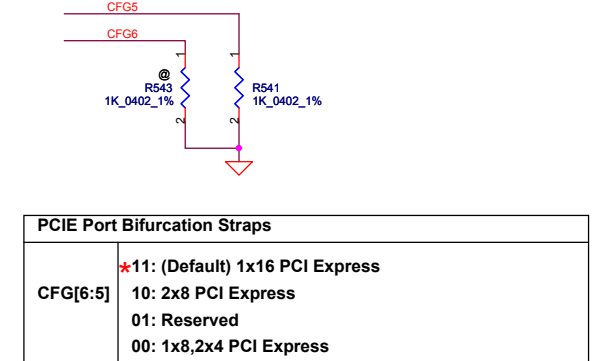 CFG5
CFG6
1
1
@
R543
1K_0402_1%
R541
1K_0402_1%
2
2
PCIE Port Bifurcation Straps
CFG[6:5]
*11: (Default) 1x16 PCI Express
10: 2x8 PCI Express
01: Reserved
00: 1x8,2x4 PCI Express